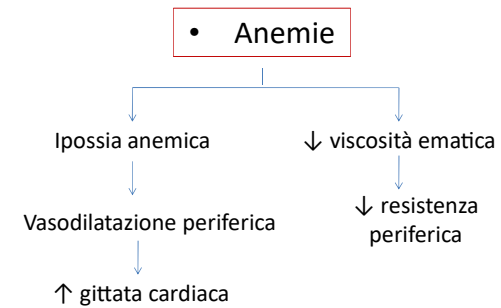 • Anemie
Ipossia anemica
↓ viscosità ematica
Vasodilatazione periferica
↓ resistenza
periferica
↑ gittata cardiaca